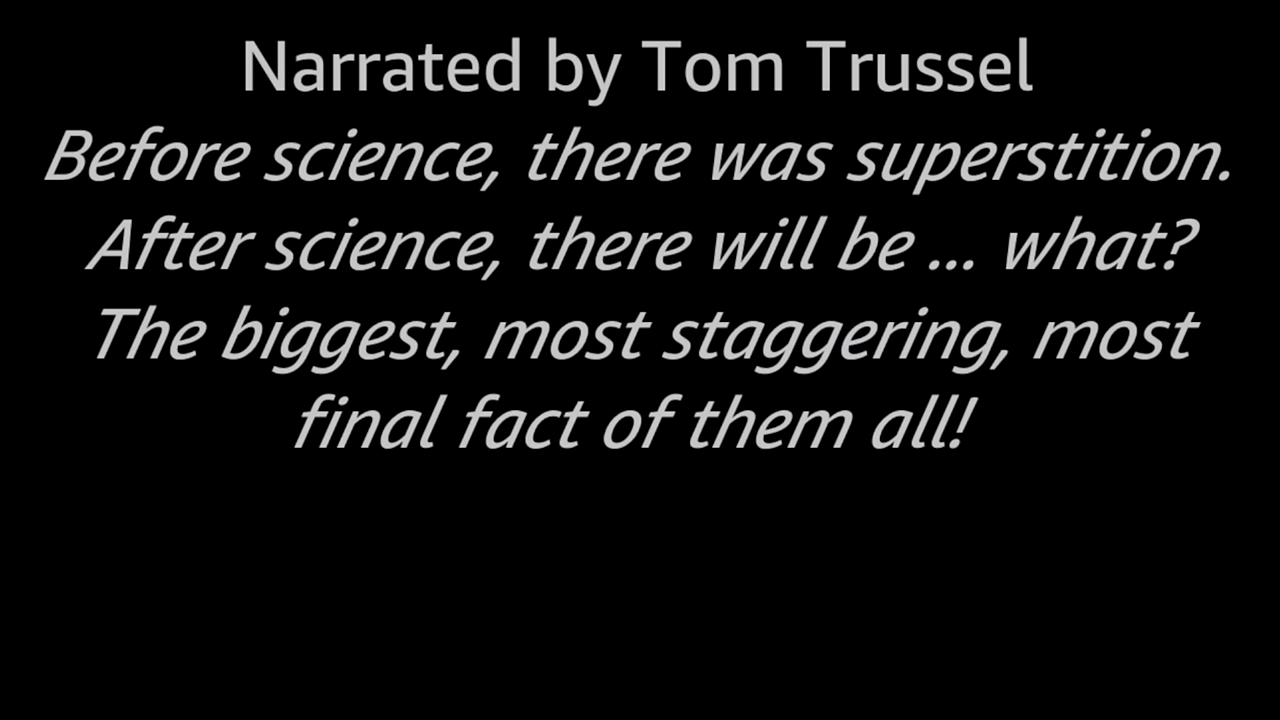 Narrated by Tom Trussel
Before science, there was superstition.
After science, there will be ... what?
The biggest, most staggering, most
final fact of them all!